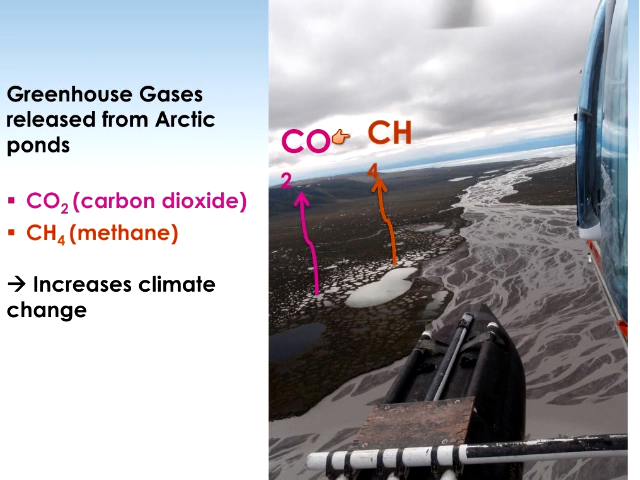 Greenhouse Gases
released from Arctic
ponds
▪ CO₂ (carbon dioxide)
▪ CH₄ (methane)
→ Increases climate
change
CO
2
CH
4